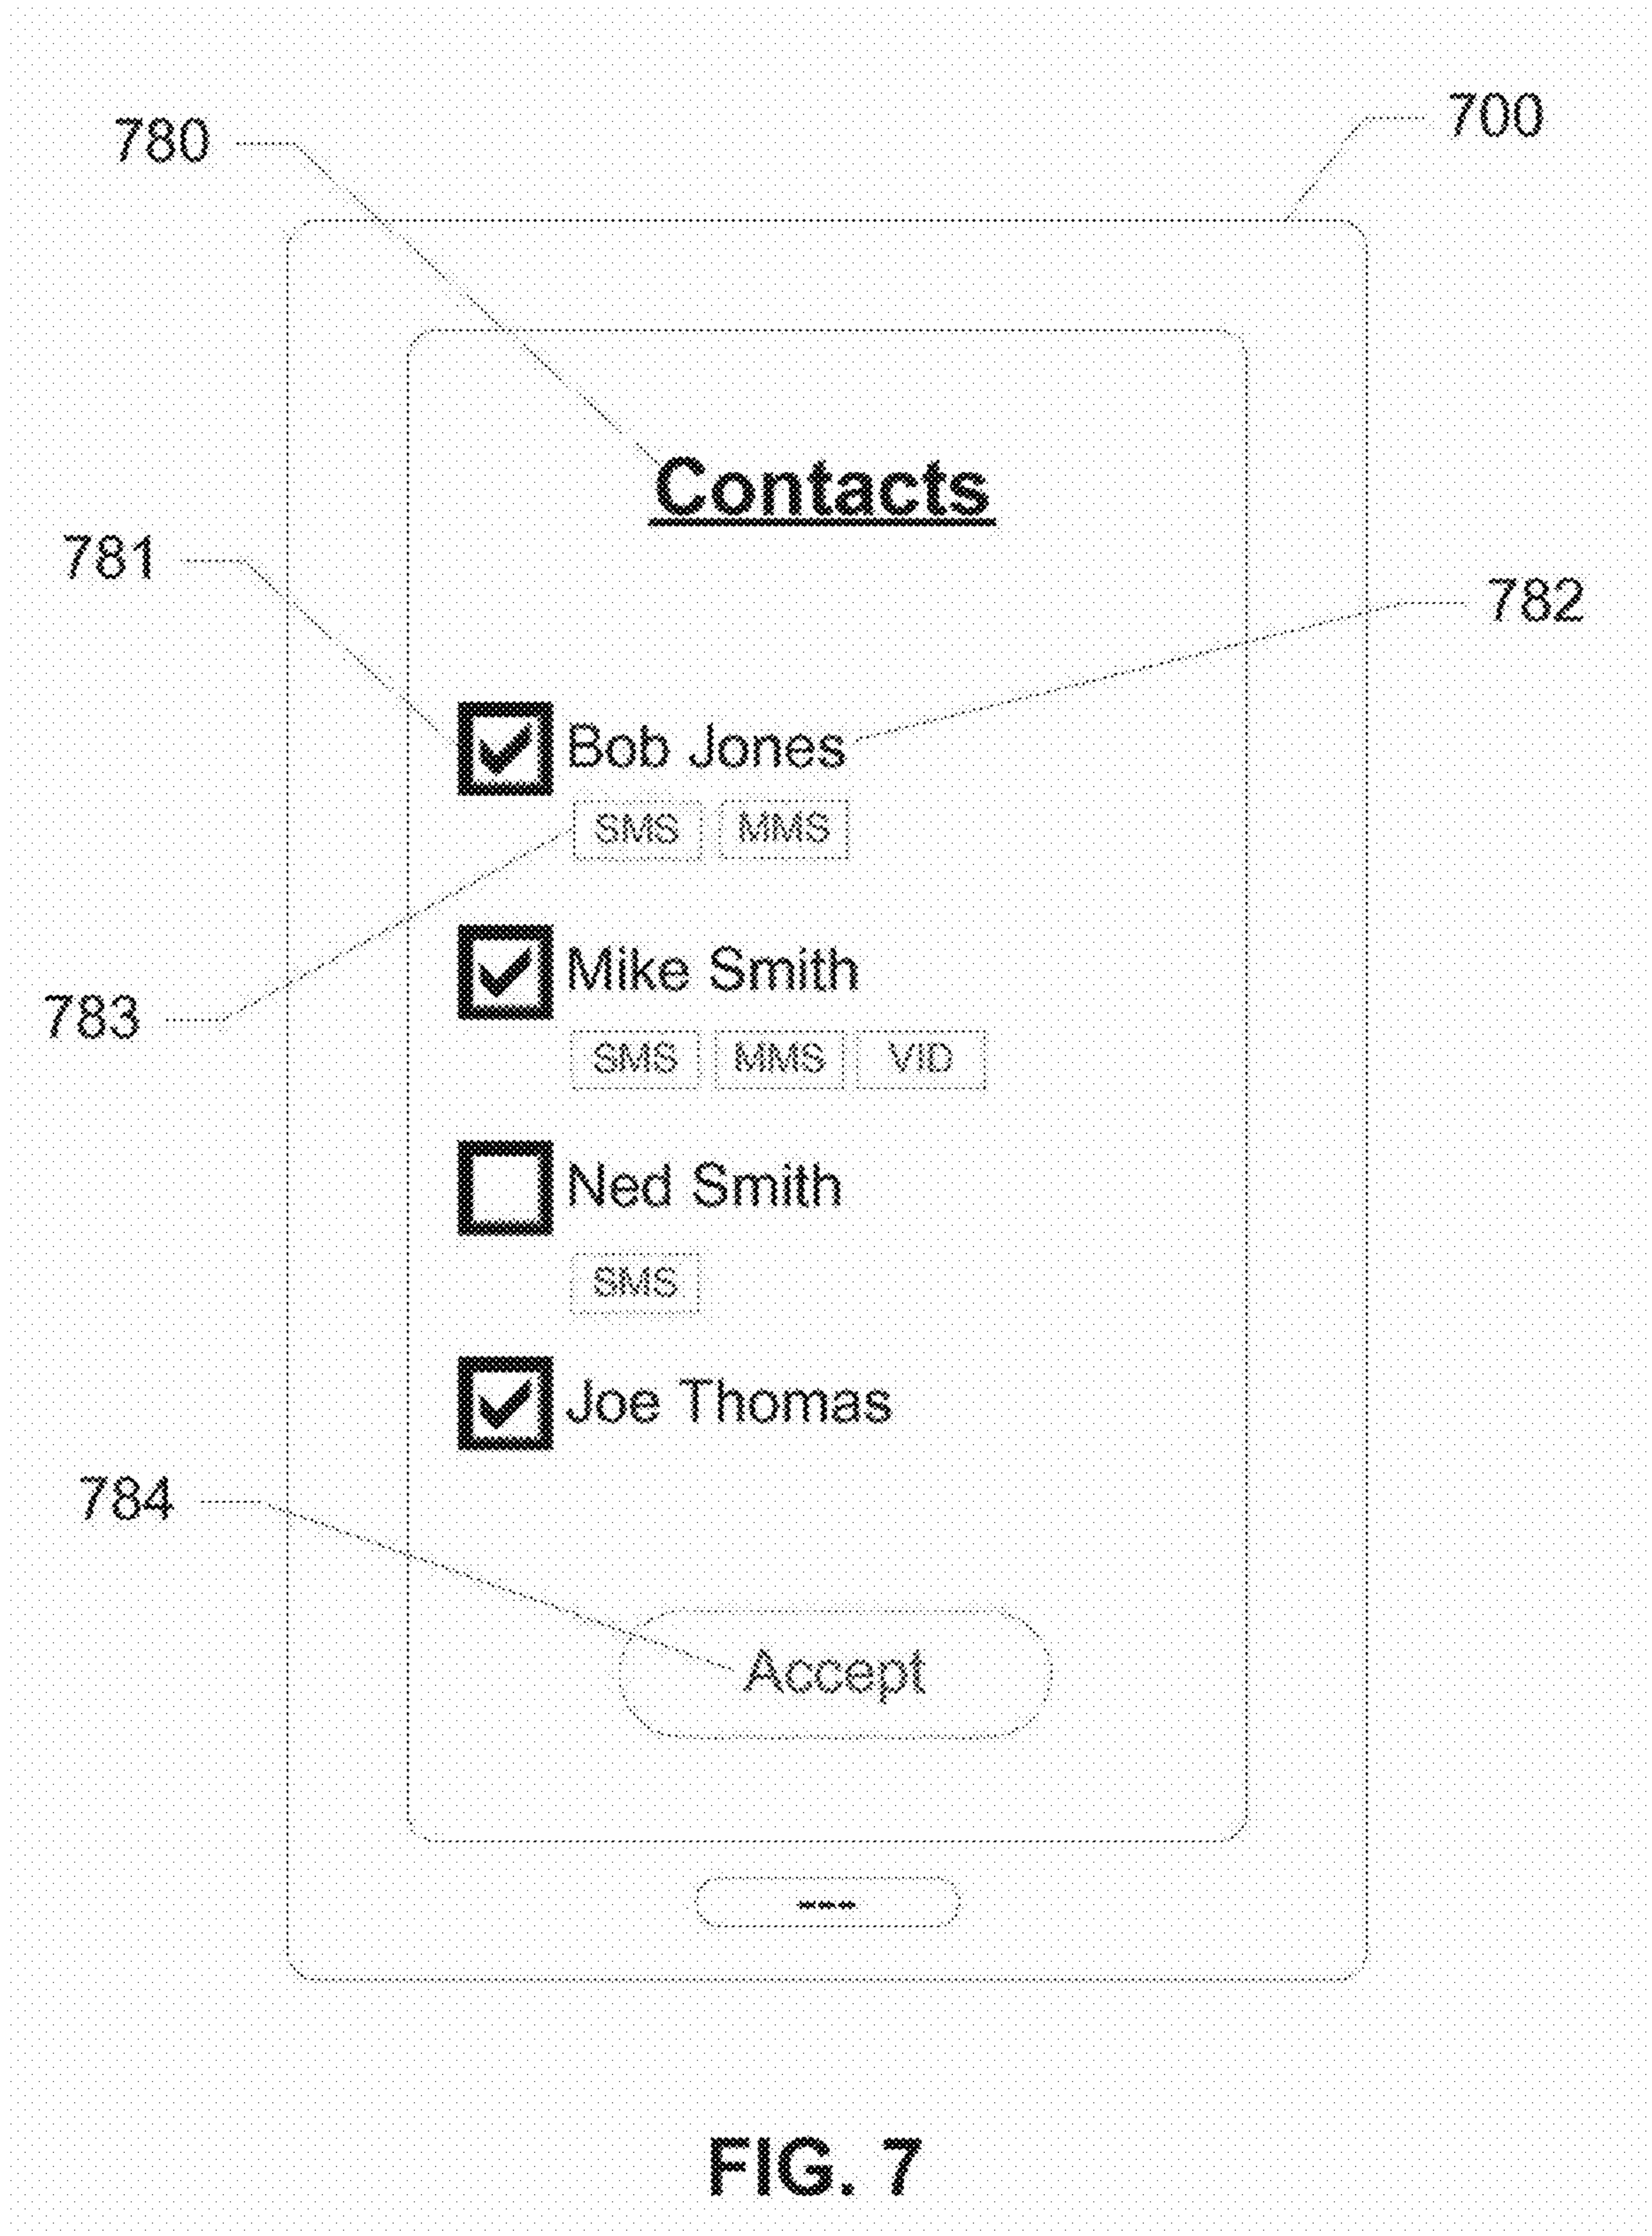 780
700
Contacts
781
782
Bob Jones
SMS MMS
Mike Smith
783
SMS MMS VID
Ned Smith
SMS
Joe Thomas
784
Accept
FIG. 7